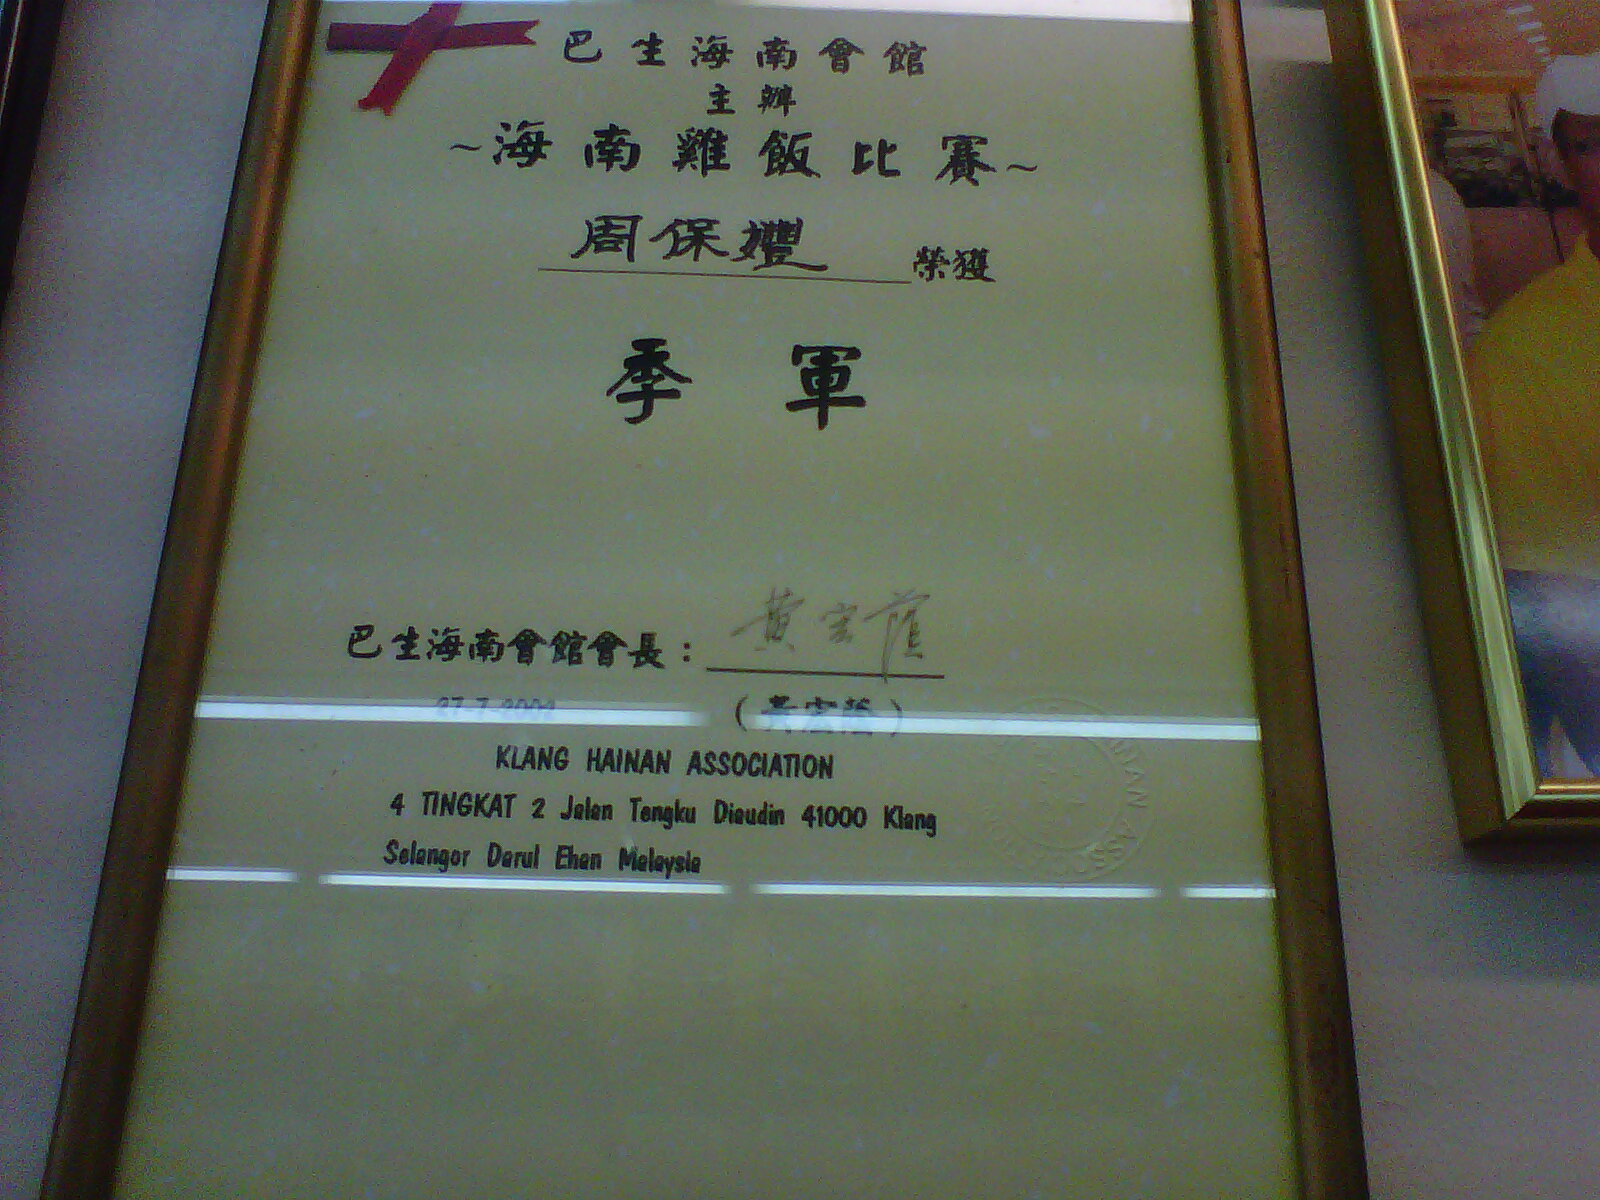 巴生海南會館
主辦
~海南雞飯比賽~
周保㜷 榮獲
季軍
巴生海南會館會長：
KLANG HAINAN ASSOCIATION
4 TINGKAT 2 Jalan Tengku Diaudin 41000 Klang
Selangor Darul Ehan Malaysia